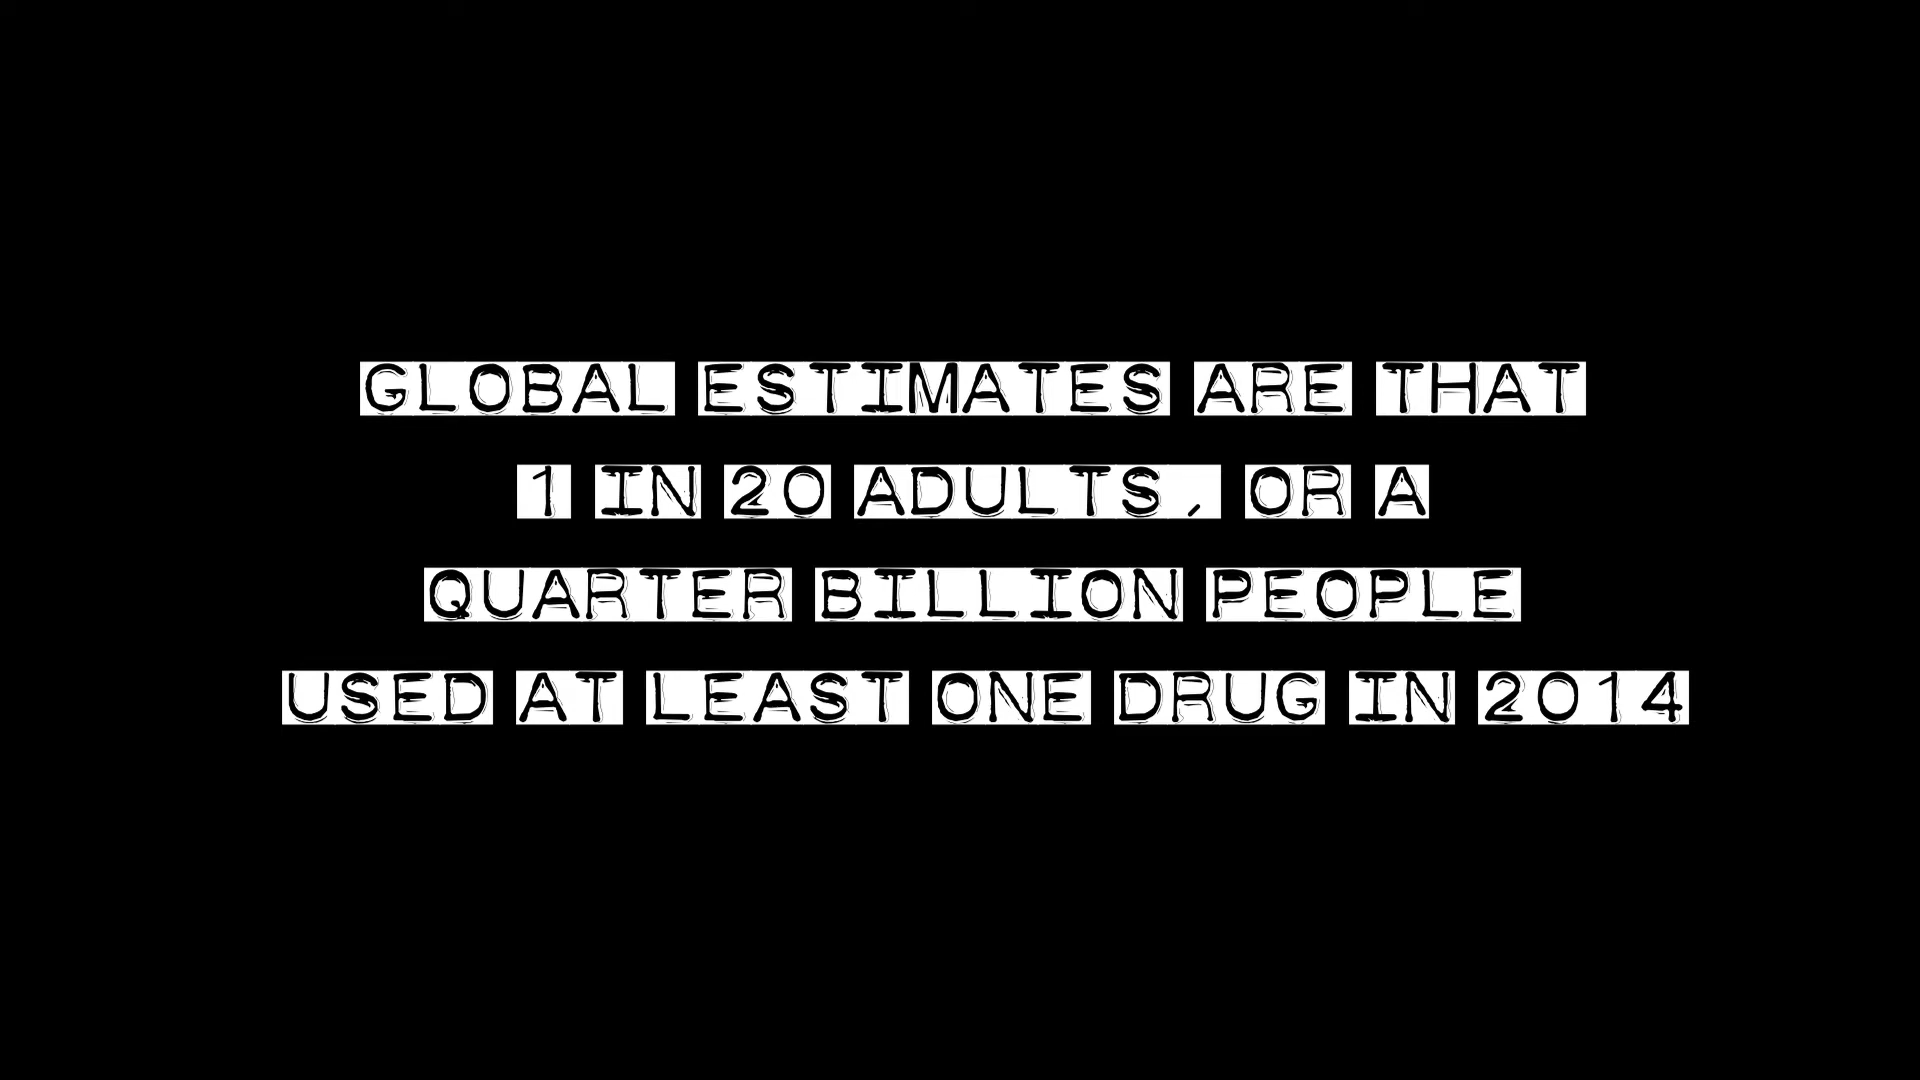 GLOBAL ESTIMATES ARE THAT
1 IN 20 ADULTS, OR A
QUARTER BILLION PEOPLE
USED AT LEAST ONE DRUG IN 2014